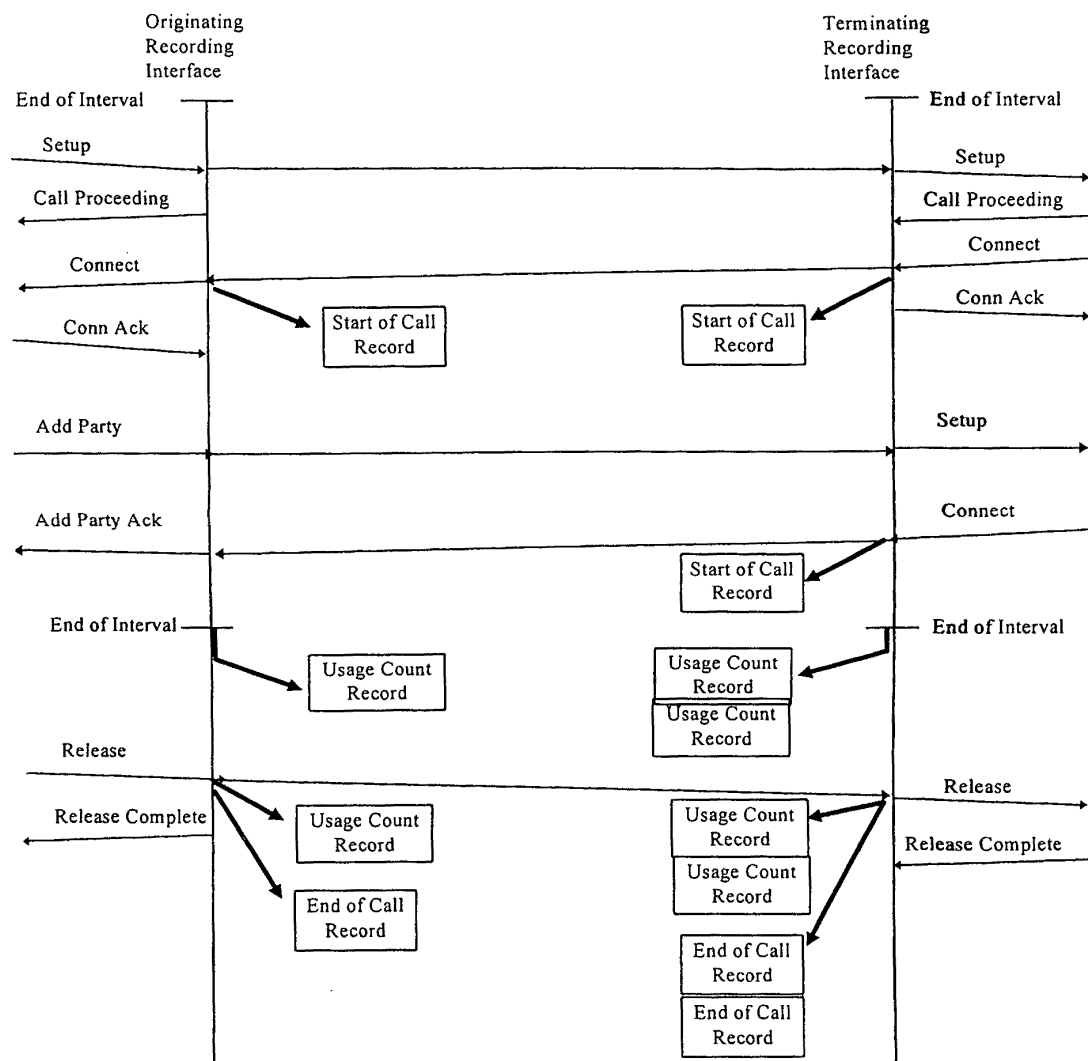 Originating
Recording
Interface
Terminating
Recording
Interface
End of Interval
End of Interval
Setup
Setup
Call Proceeding
Call Proceeding
Connect
Connect
Start of Call
Record
Start of Call
Record
Conn Ack
Conn Ack
Add Party
Setup
Add Party Ack
Connect
Start of Call
Record
End of Interval
End of Interval
Usage Count
Record
Usage Count
Record
Usage Count
Record
Release
Release
Release Complete
Usage Count
Record
Usage Count
Record
Release Complete
Usage Count
Record
End of Call
Record
End of Call
Record
End of Call
Record